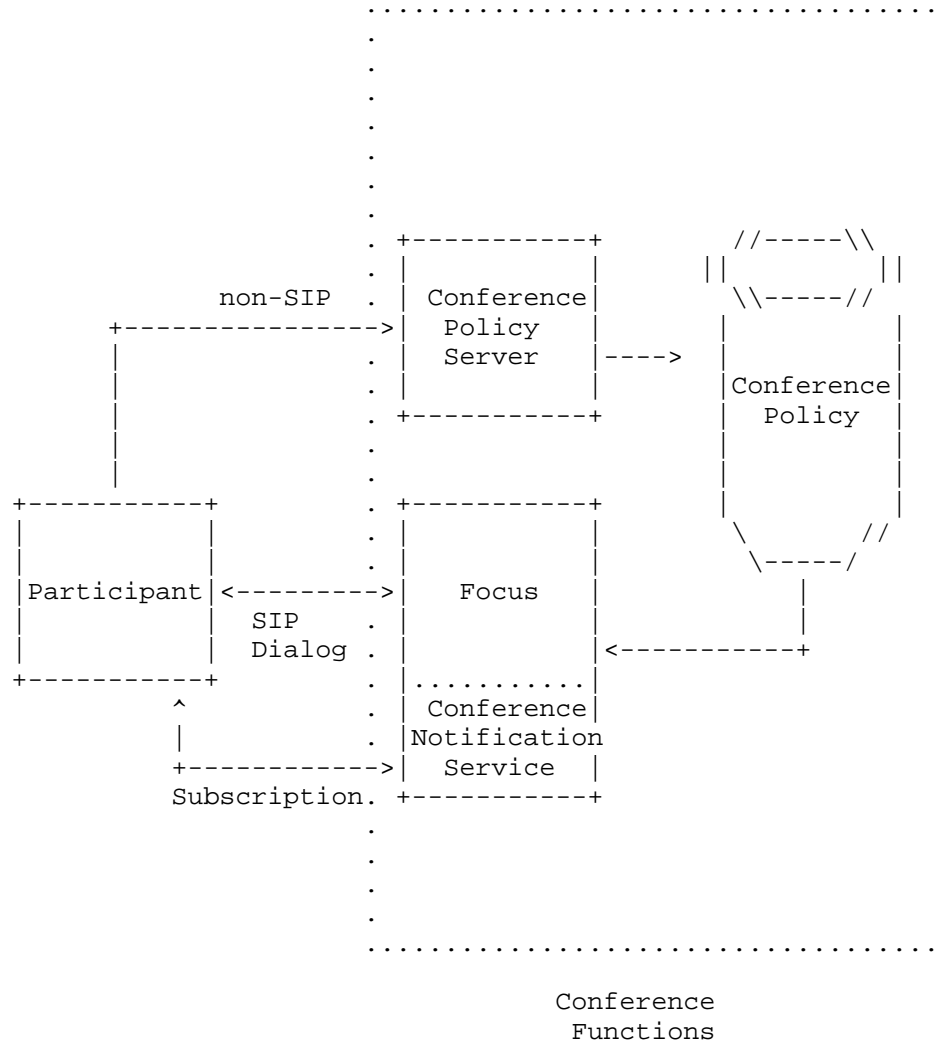 non-SIP
Conference
Policy
Server
Conference
Policy
Participant
Focus
SIP
Dialog
Conference
Notification
Service
Subscription
Conference
Functions